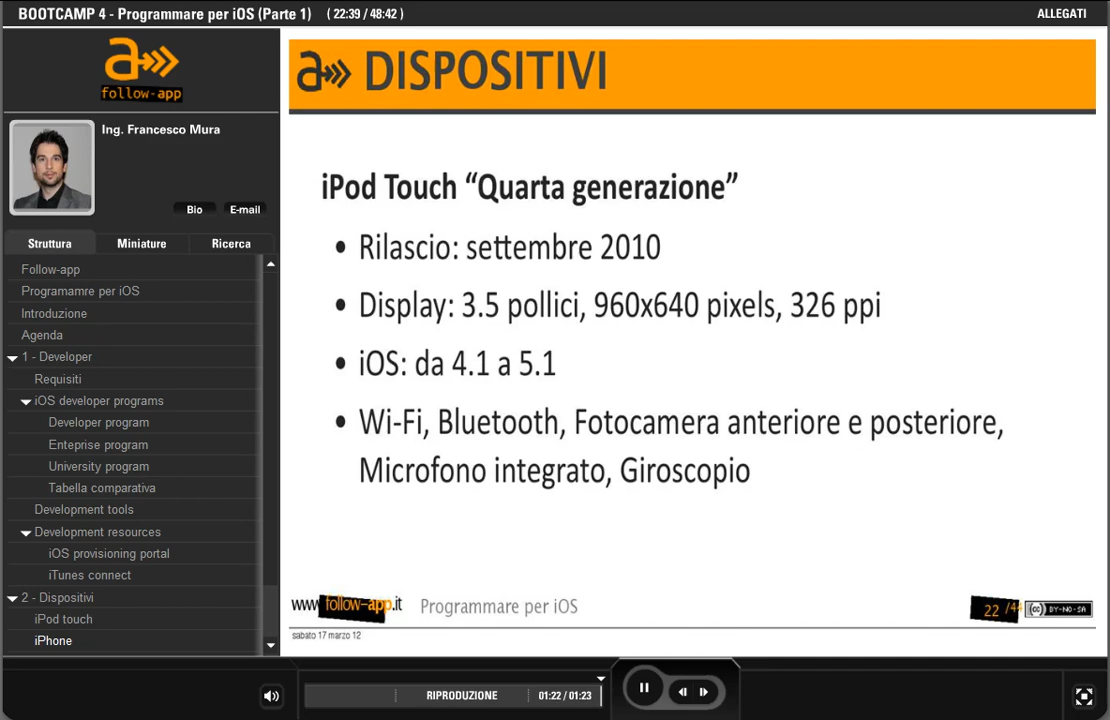 BOOTCAMP 4 - Programmare per iOS (Parte 1) ( 22:39 / 48:42 )
ALLEGATI
a
follow-app
Ing. Francesco Mura
Bio
E-mail
Struttura
Miniature
Ricerca
Follow-app
Programamre per iOS
Introduzione
Agenda
1 - Developer
Requisiti
iOS developer programs
Developer program
Enteprise program
University program
Tabella comparativa
Development tools
Development resources
iOS provisioning portal
iTunes connect
2 - Dispositivi
iPod touch
iPhone
a DISPOSITIVI
iPod Touch “Quarta generazione”
• Rilascio: settembre 2010
• Display: 3.5 pollici, 960x640 pixels, 326 ppi
• iOS: da 4.1 a 5.1
• Wi-Fi, Bluetooth, Fotocamera anteriore e posteriore,
Microfono integrato, Giroscopio
www.follow-app.it
Programmare per iOS
22
cc BY-NC-SA
sabato 17 marzo 12
RIPRODUZIONE
01:22 / 01:23